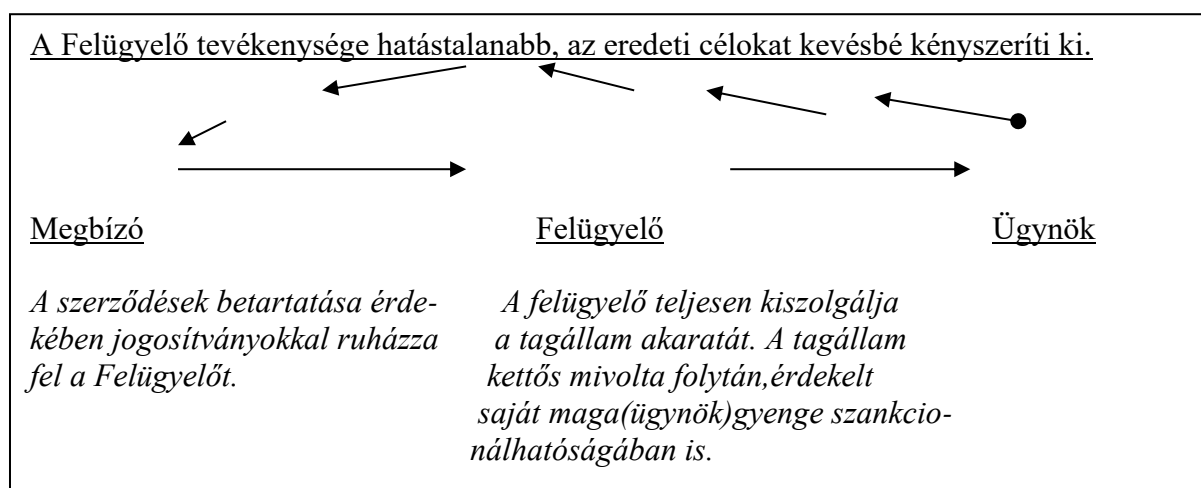 A Felügyelő tevékenysége hatástalanabb, az eredeti célokat kevésbé kényszeríti ki.
Megbízó Felügyelő Ügynök
A szerződések betartatása érde-
kében jogosítványokkal ruházza
fel a Felügyelőt.
A felügyelő teljesen kiszolgálja
a tagállam akaratát. A tagállam
kettős mivolta folytán,érdekelt
saját maga(ügynök)gyenge szankcio-
nálhatóságában is.